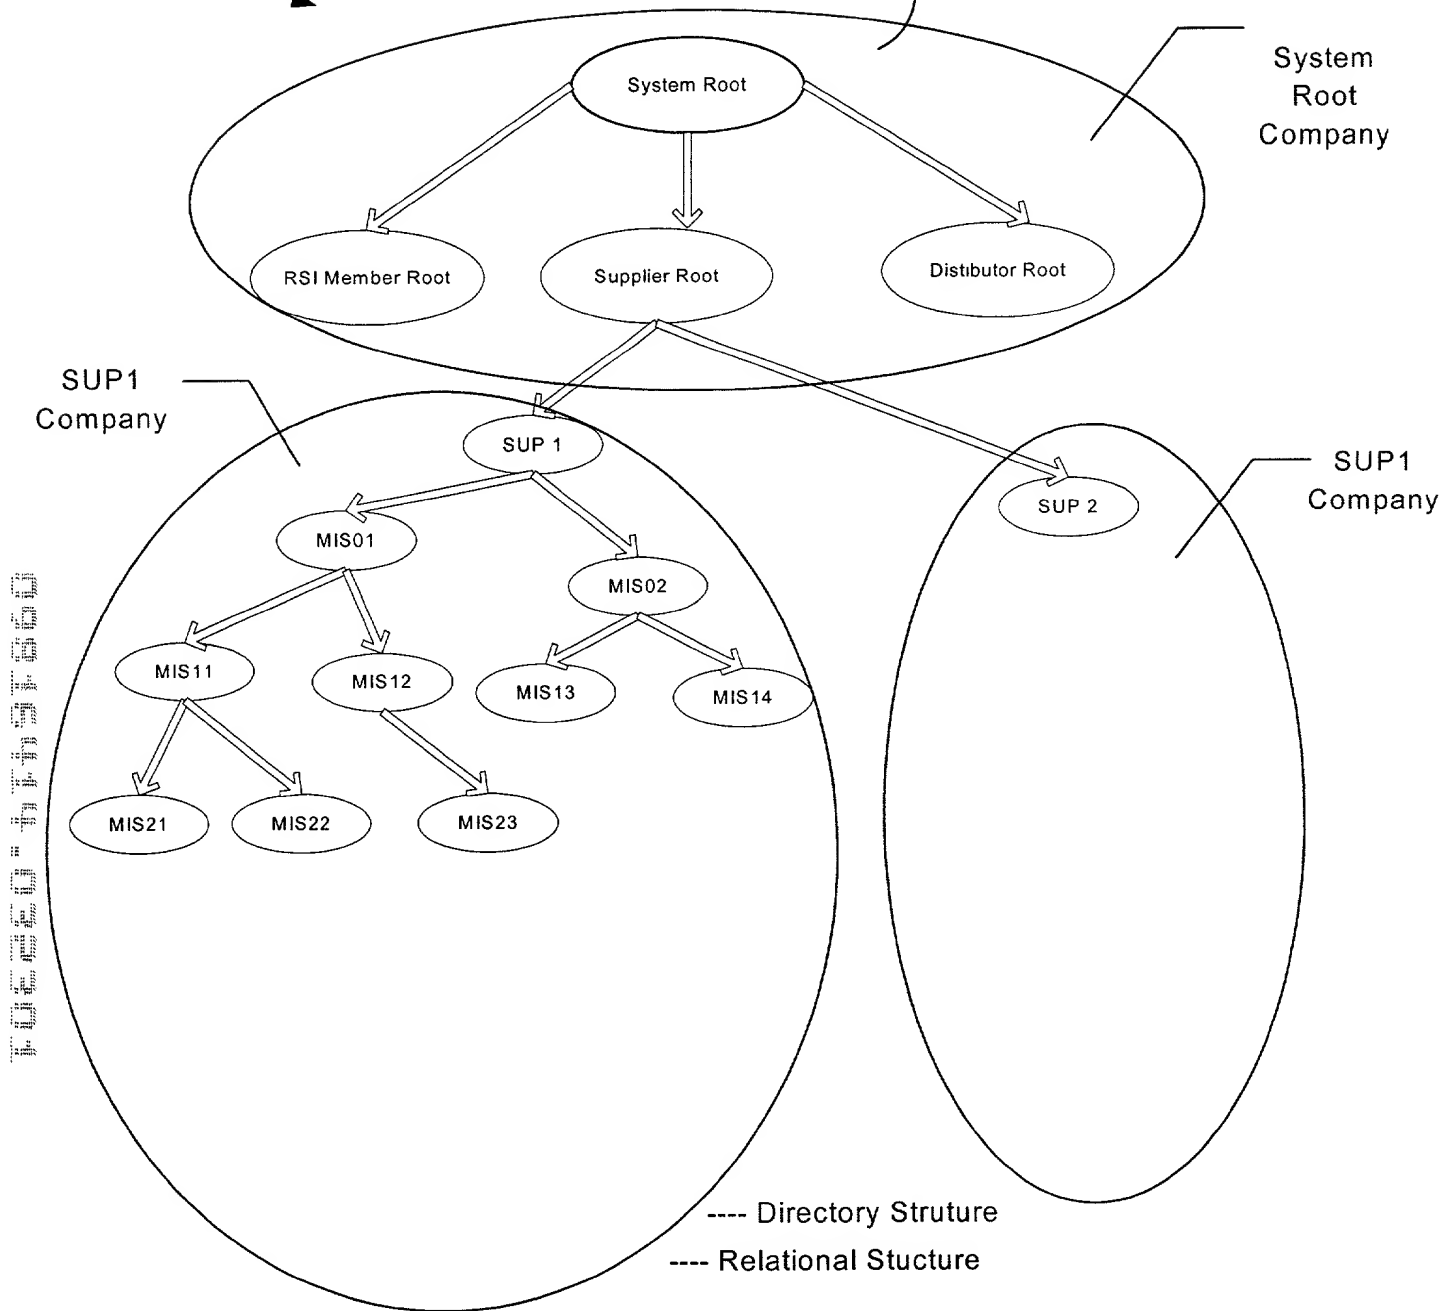 System Root
System
Root
Company
RSI Member Root
Supplier Root
Distibutor Root
SUP1
Company
SUP 1
SUP1
Company
SUP 2
MIS01
MIS02
MIS11
MIS12
MIS13
MIS14
MIS21
MIS22
MIS23
---- Directory Struture
---- Relational Stucture